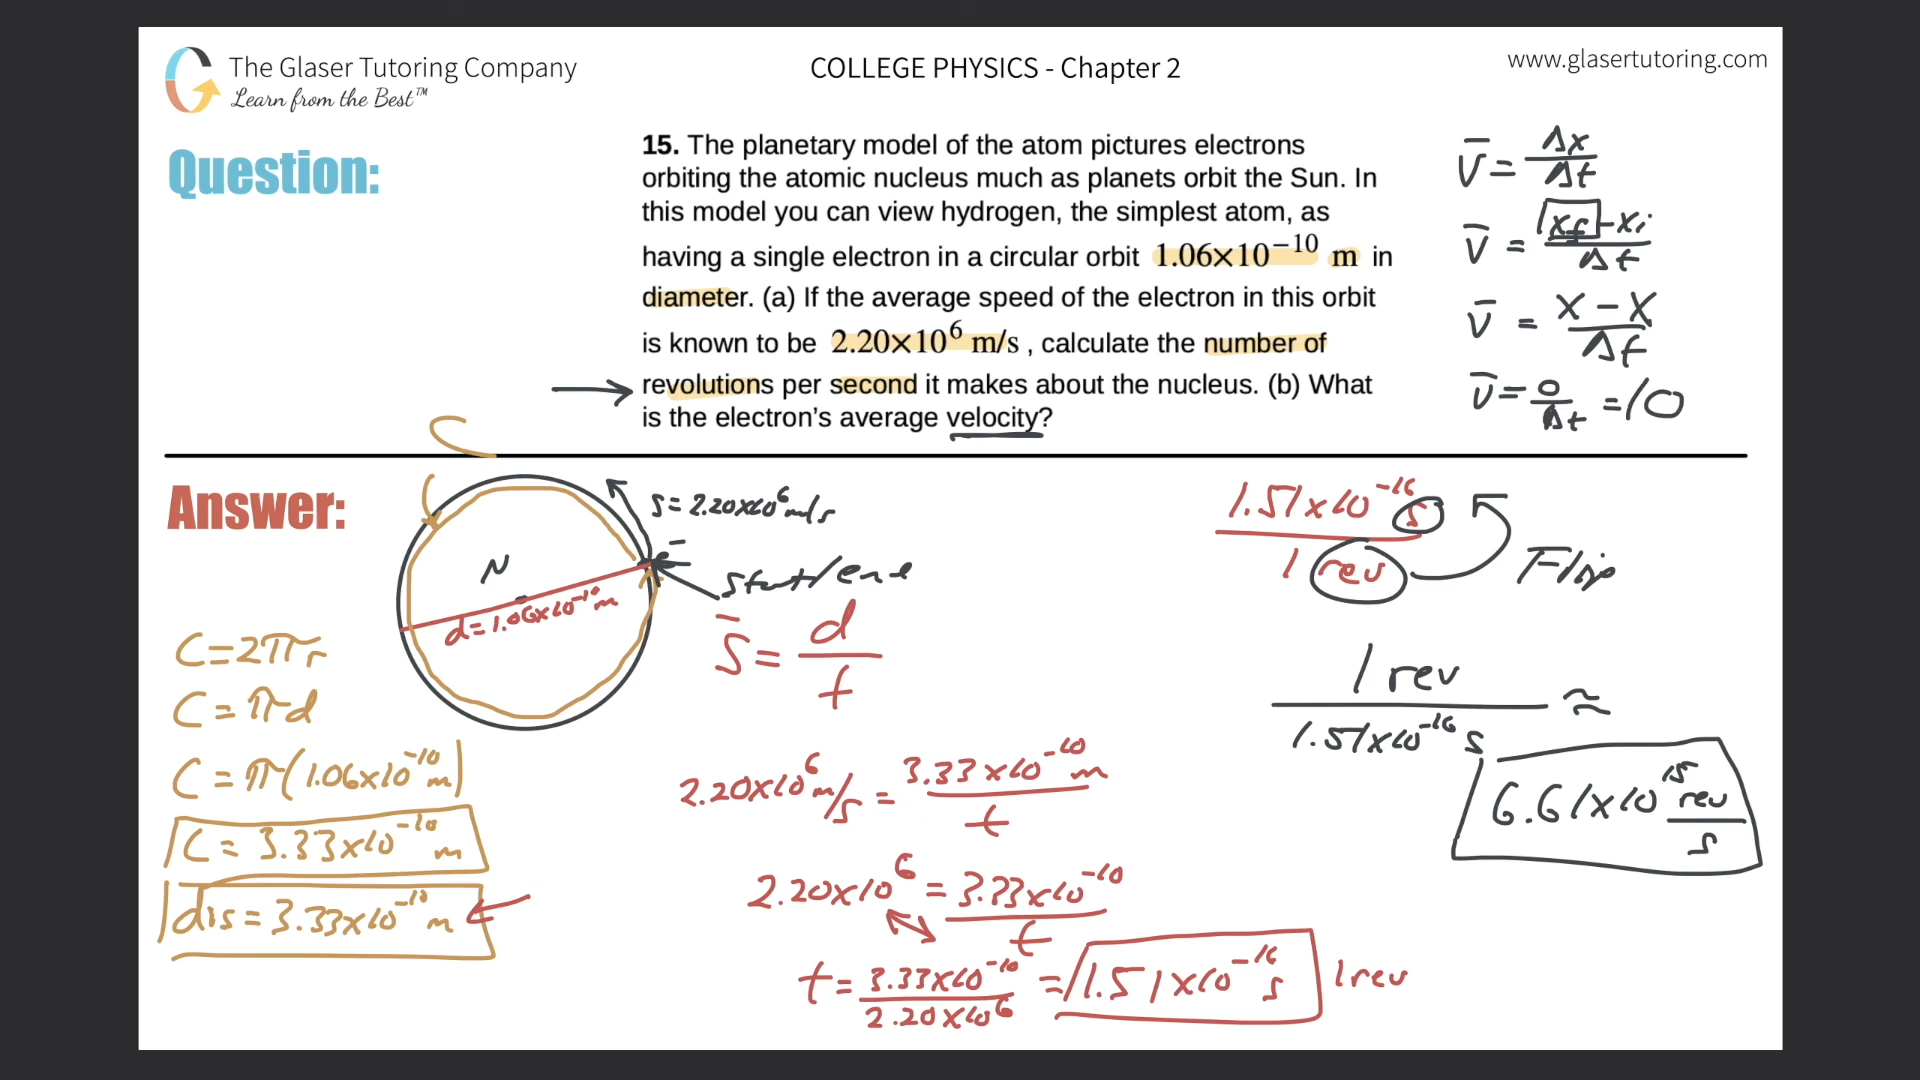 The Glaser Tutoring Company
Learn from the Best™
COLLEGE PHYSICS - Chapter 2
www.glasertutoring.com
Question:
15. The planetary model of the atom pictures electrons
orbiting the atomic nucleus much as planets orbit the Sun. In
this model you can view hydrogen, the simplest atom, as
having a single electron in a circular orbit 1.06×10⁻¹⁰ m in
diameter. (a) If the average speed of the electron in this orbit
is known to be 2.20×10⁶ m/s , calculate the number of
revolutions per second it makes about the nucleus. (b) What
is the electron's average velocity?
v̄ = Δx / Δt
v̄ = xf - xi / Δt
v̄ = x - x / Δt
v̄ = 0 / Δt = 0
Answer:
C
N
d = 1.06x10⁻¹⁰ m
s = 2.20x10⁶ m/s
-
start/end
C = 2πr
C = πd
C = π(1.06x10⁻¹⁰ m)
C = 3.33x10⁻¹⁰ m
dis = 3.33x10⁻¹⁰ m
s̄ = d / t
2.20x10⁶ m/s = 3.33x10⁻¹⁰ m / t
2.20x10⁶ = 3.33x10⁻¹⁰ / t
t = 3.33x10⁻¹⁰ / 2.20x10⁶ = 1.51x10⁻¹⁶ s 1 rev
1.51x10⁻¹⁶ s / 1 rev
Flip
1 rev / 1.51x10⁻¹⁶ s ≈
6.61x10¹⁵ rev / s